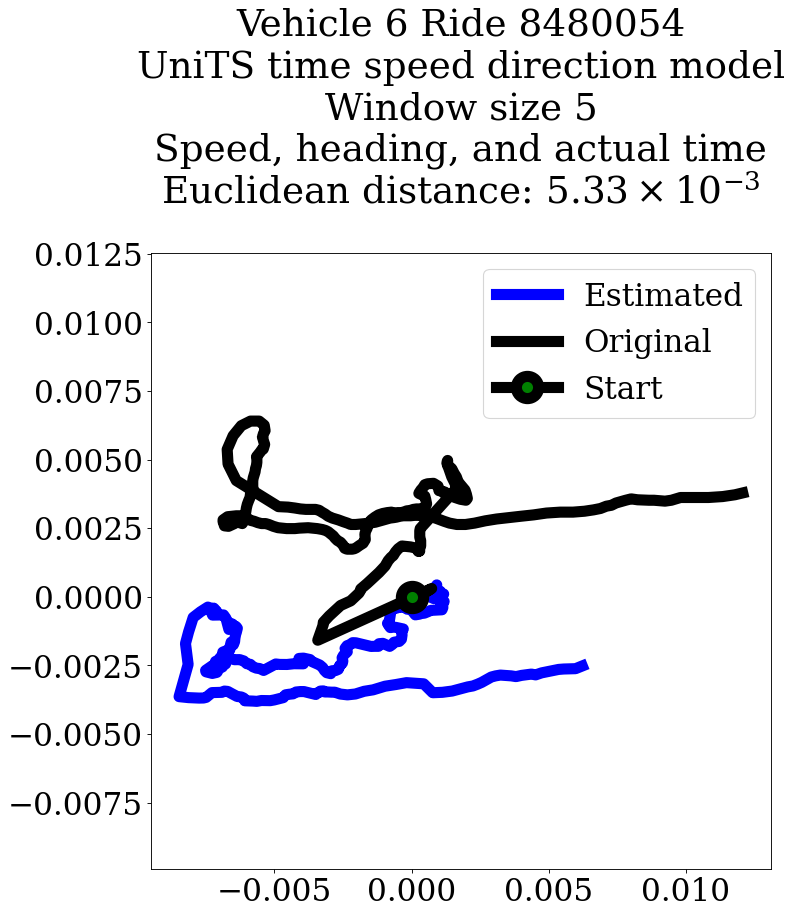 Vehicle 6 Ride 8480054
UniTS time speed direction model
Window size 5
Speed, heading, and actual time
Euclidean distance: 5.33 × 10⁻³
0.0125
0.0100
0.0075
0.0050
0.0025
0.0000
−0.0025
−0.0050
−0.0075
Estimated
Original
Start
−0.005 0.000 0.005 0.010